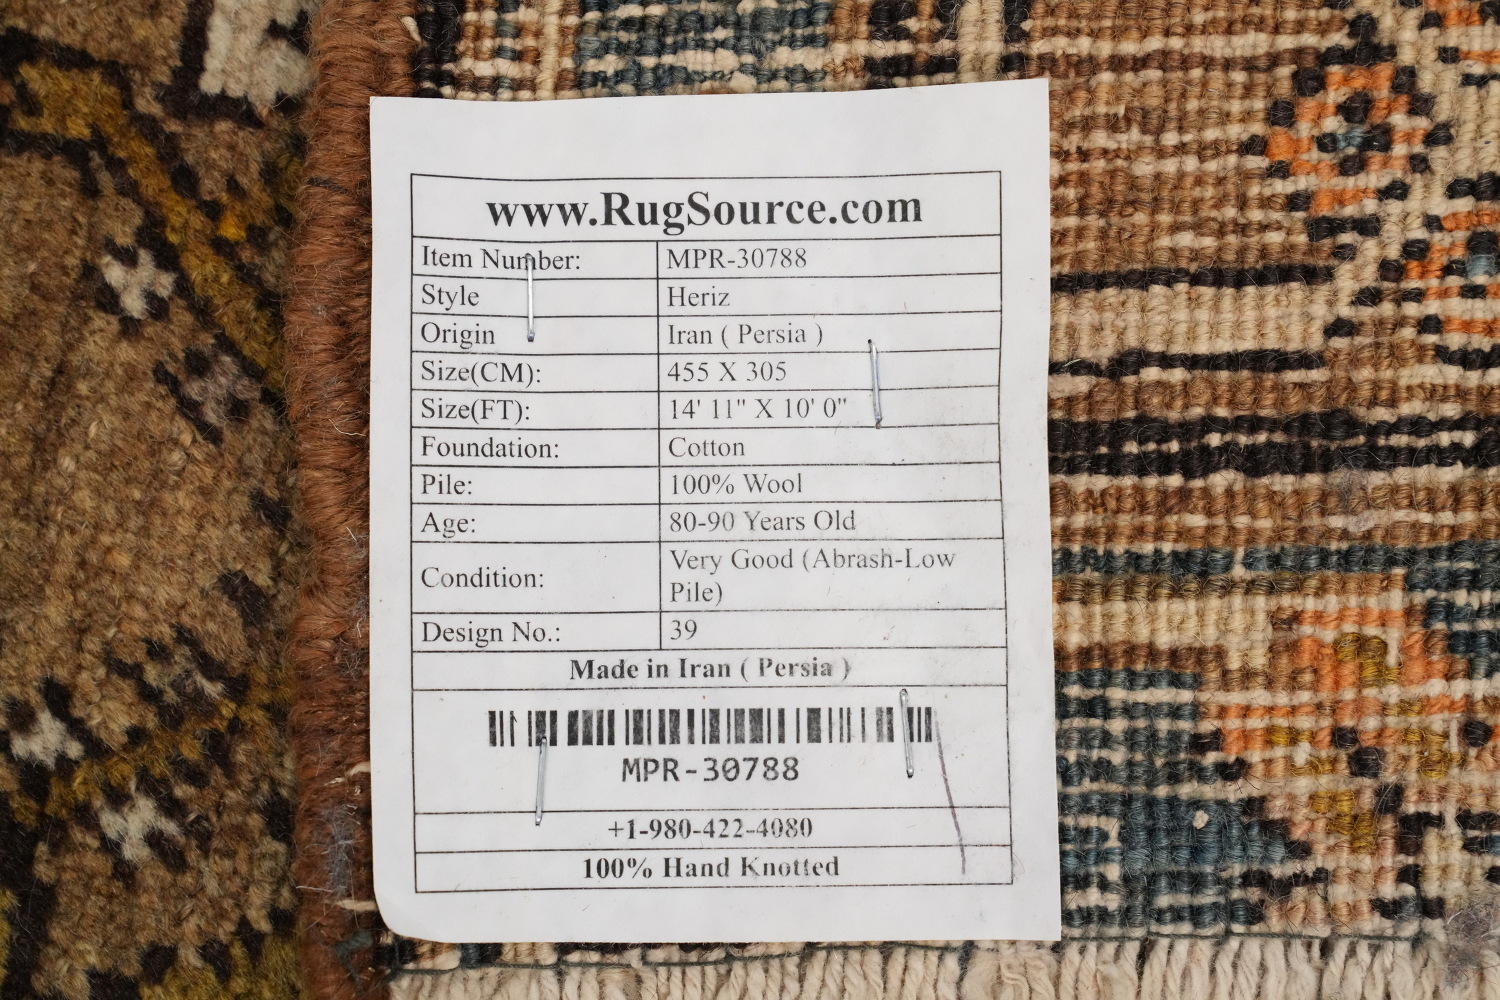 www.RugSource.com
Item Number: MPR-30788
Style Heriz
Origin Iran ( Persia )
Size(CM): 455 X 305
Size(FT): 14' 11" X 10' 0"
Foundation: Cotton
Pile: 100% Wool
Age: 80-90 Years Old
Condition: Very Good (Abrash-Low
Pile)
Design No.: 39
Made in Iran ( Persia )
MPR-30788
+1-980-422-4080
100% Hand Knotted